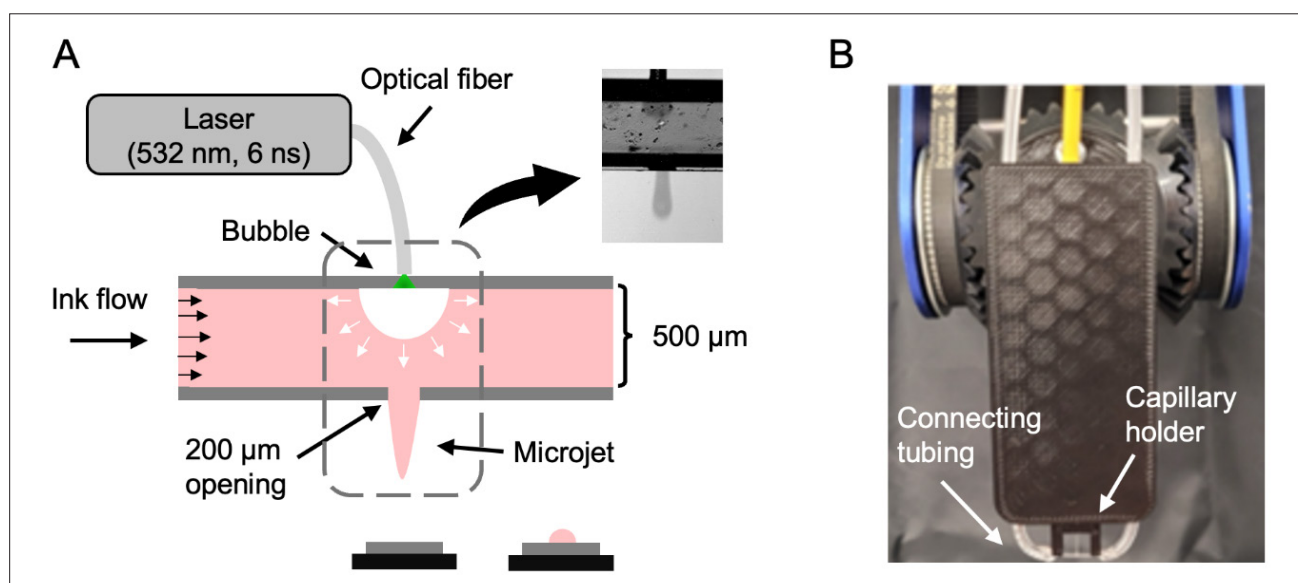 A
B
Optical fiber
Laser
(532 nm, 6 ns)
Bubble
Ink flow
500 µm
200 µm
opening
Microjet
Connecting
tubing
Capillary
holder